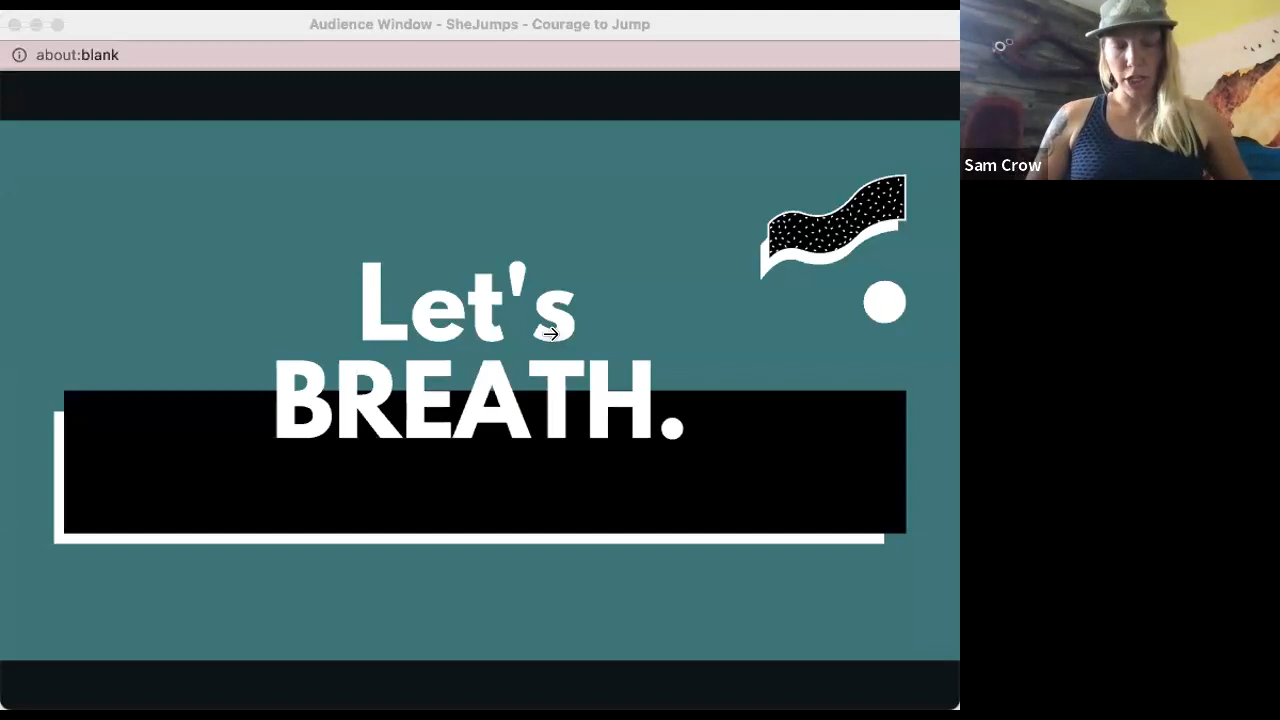 Audience Window - SheJumps - Courage to Jump
about:blank
Sam Crow
Let's
BREATH.